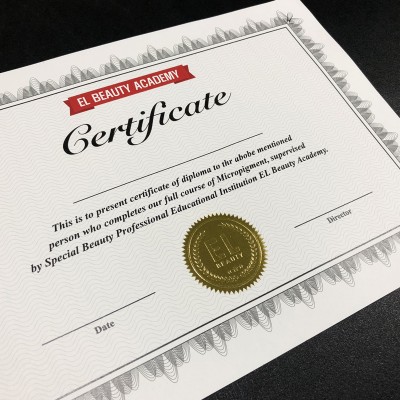 EL BEAUTY ACADEMY
Certificate
This is to present certificate of diploma to thr abobe mentioned
person who completes our full course of Micropigment, supervised
by Special Beauty Professional Educational Institution EL Beauty Academy.
Director
EL
BEAUTY
Date